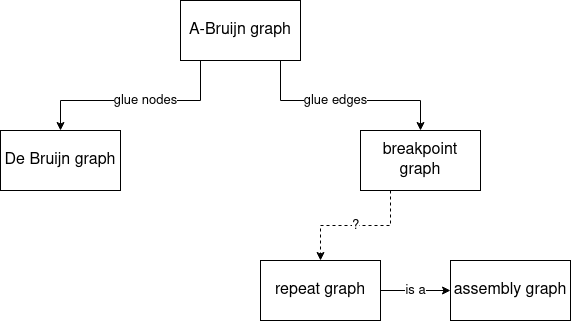 A-Bruijn graph
glue nodes
glue edges
De Bruijn graph
breakpoint
graph
?
repeat graph
is a
assembly graph